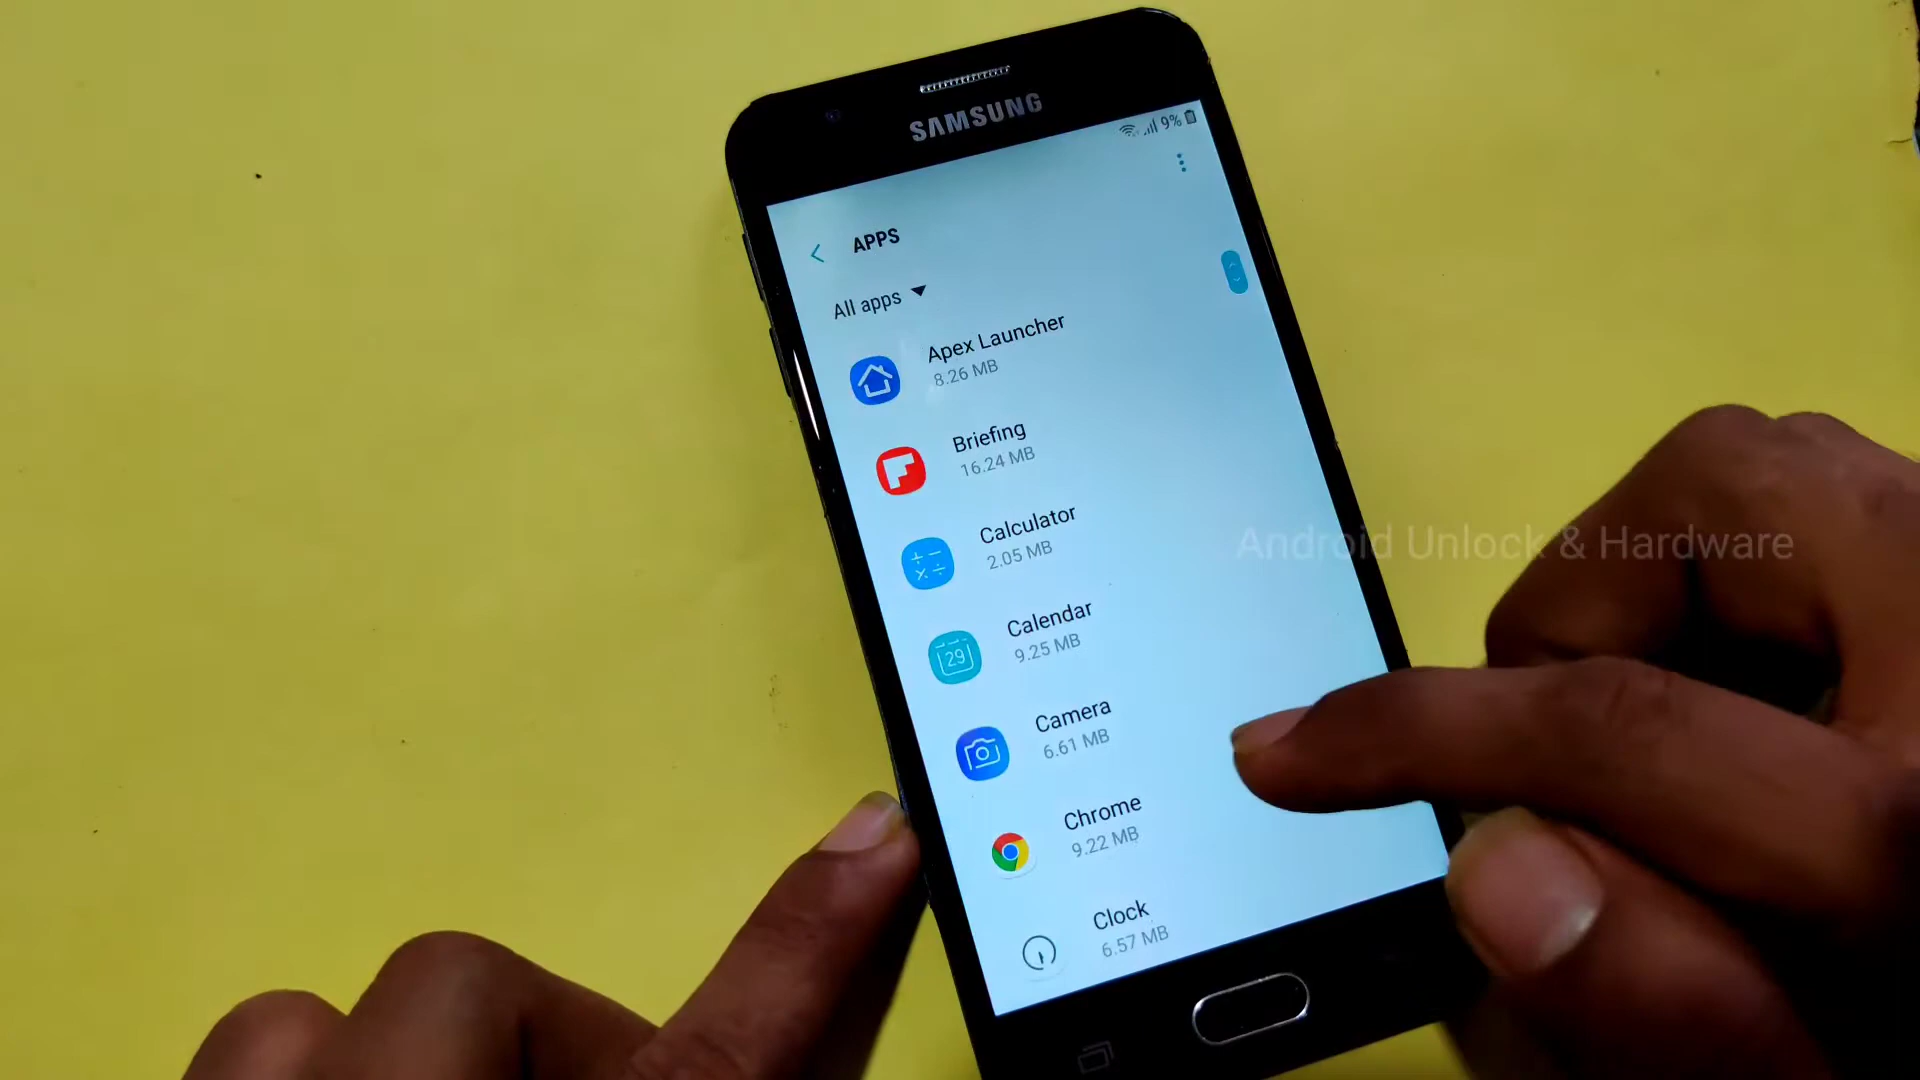 SAMSUNG
9%
APPS
All apps
Apex Launcher
8.26 MB
Briefing
16.24 MB
Calculator
2.05 MB
Calendar
29
9.25 MB
Camera
6.61 MB
Chrome
9.22 MB
Clock
6.57 MB
Android Unlock & Hardware